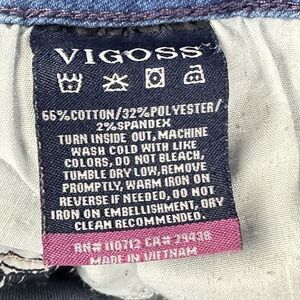 VIGOSS
66%COTTON/32%POLYESTER/
2%SPANDEX
TURN INSIDE OUT, MACHINE
WASH COLD WITH LIKE
COLORS, DO NOT BLEACH,
TUMBLE DRY LOW, REMOVE
PROMPTLY, WARM IRON ON
REVERSE IF NEEDED, DO NOT
IRON ON EMBELLISHMENT, DRY
CLEAN RECOMMENDED.
RN# 110712 CA# 29438
MADE IN VIETNAM